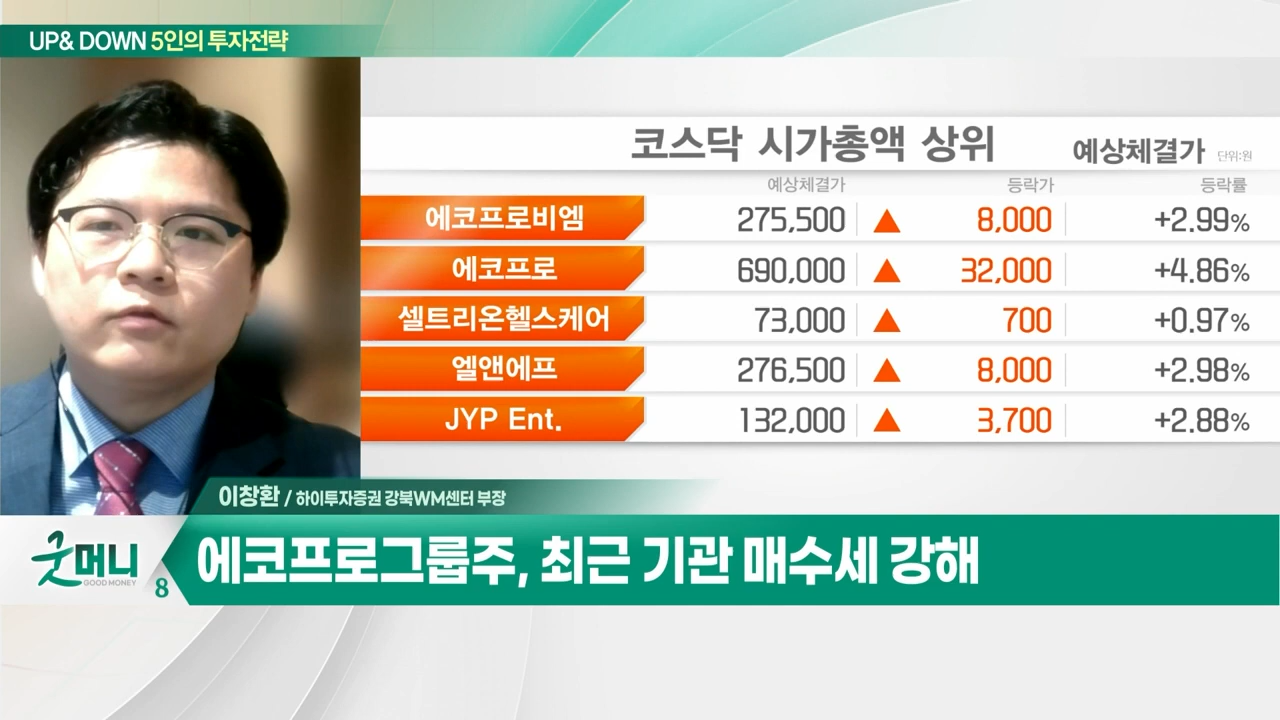 UP& DOWN 5인의 투자전략
코스닥 시가총액 상위 예상체결가 단위:원
예상체결가 등락가 등락률
에코프로비엠 275,500 ▲ 8,000 +2.99%
에코프로 690,000 ▲ 32,000 +4.86%
셀트리온헬스케어 73,000 ▲ 700 +0.97%
엘앤에프 276,500 ▲ 8,000 +2.98%
JYP Ent. 132,000 ▲ 3,700 +2.88%
이창환 / 하이투자증권 강북WM센터 부장
굿머니
GOOD MONEY
8
에코프로그룹주, 최근 기관 매수세 강해